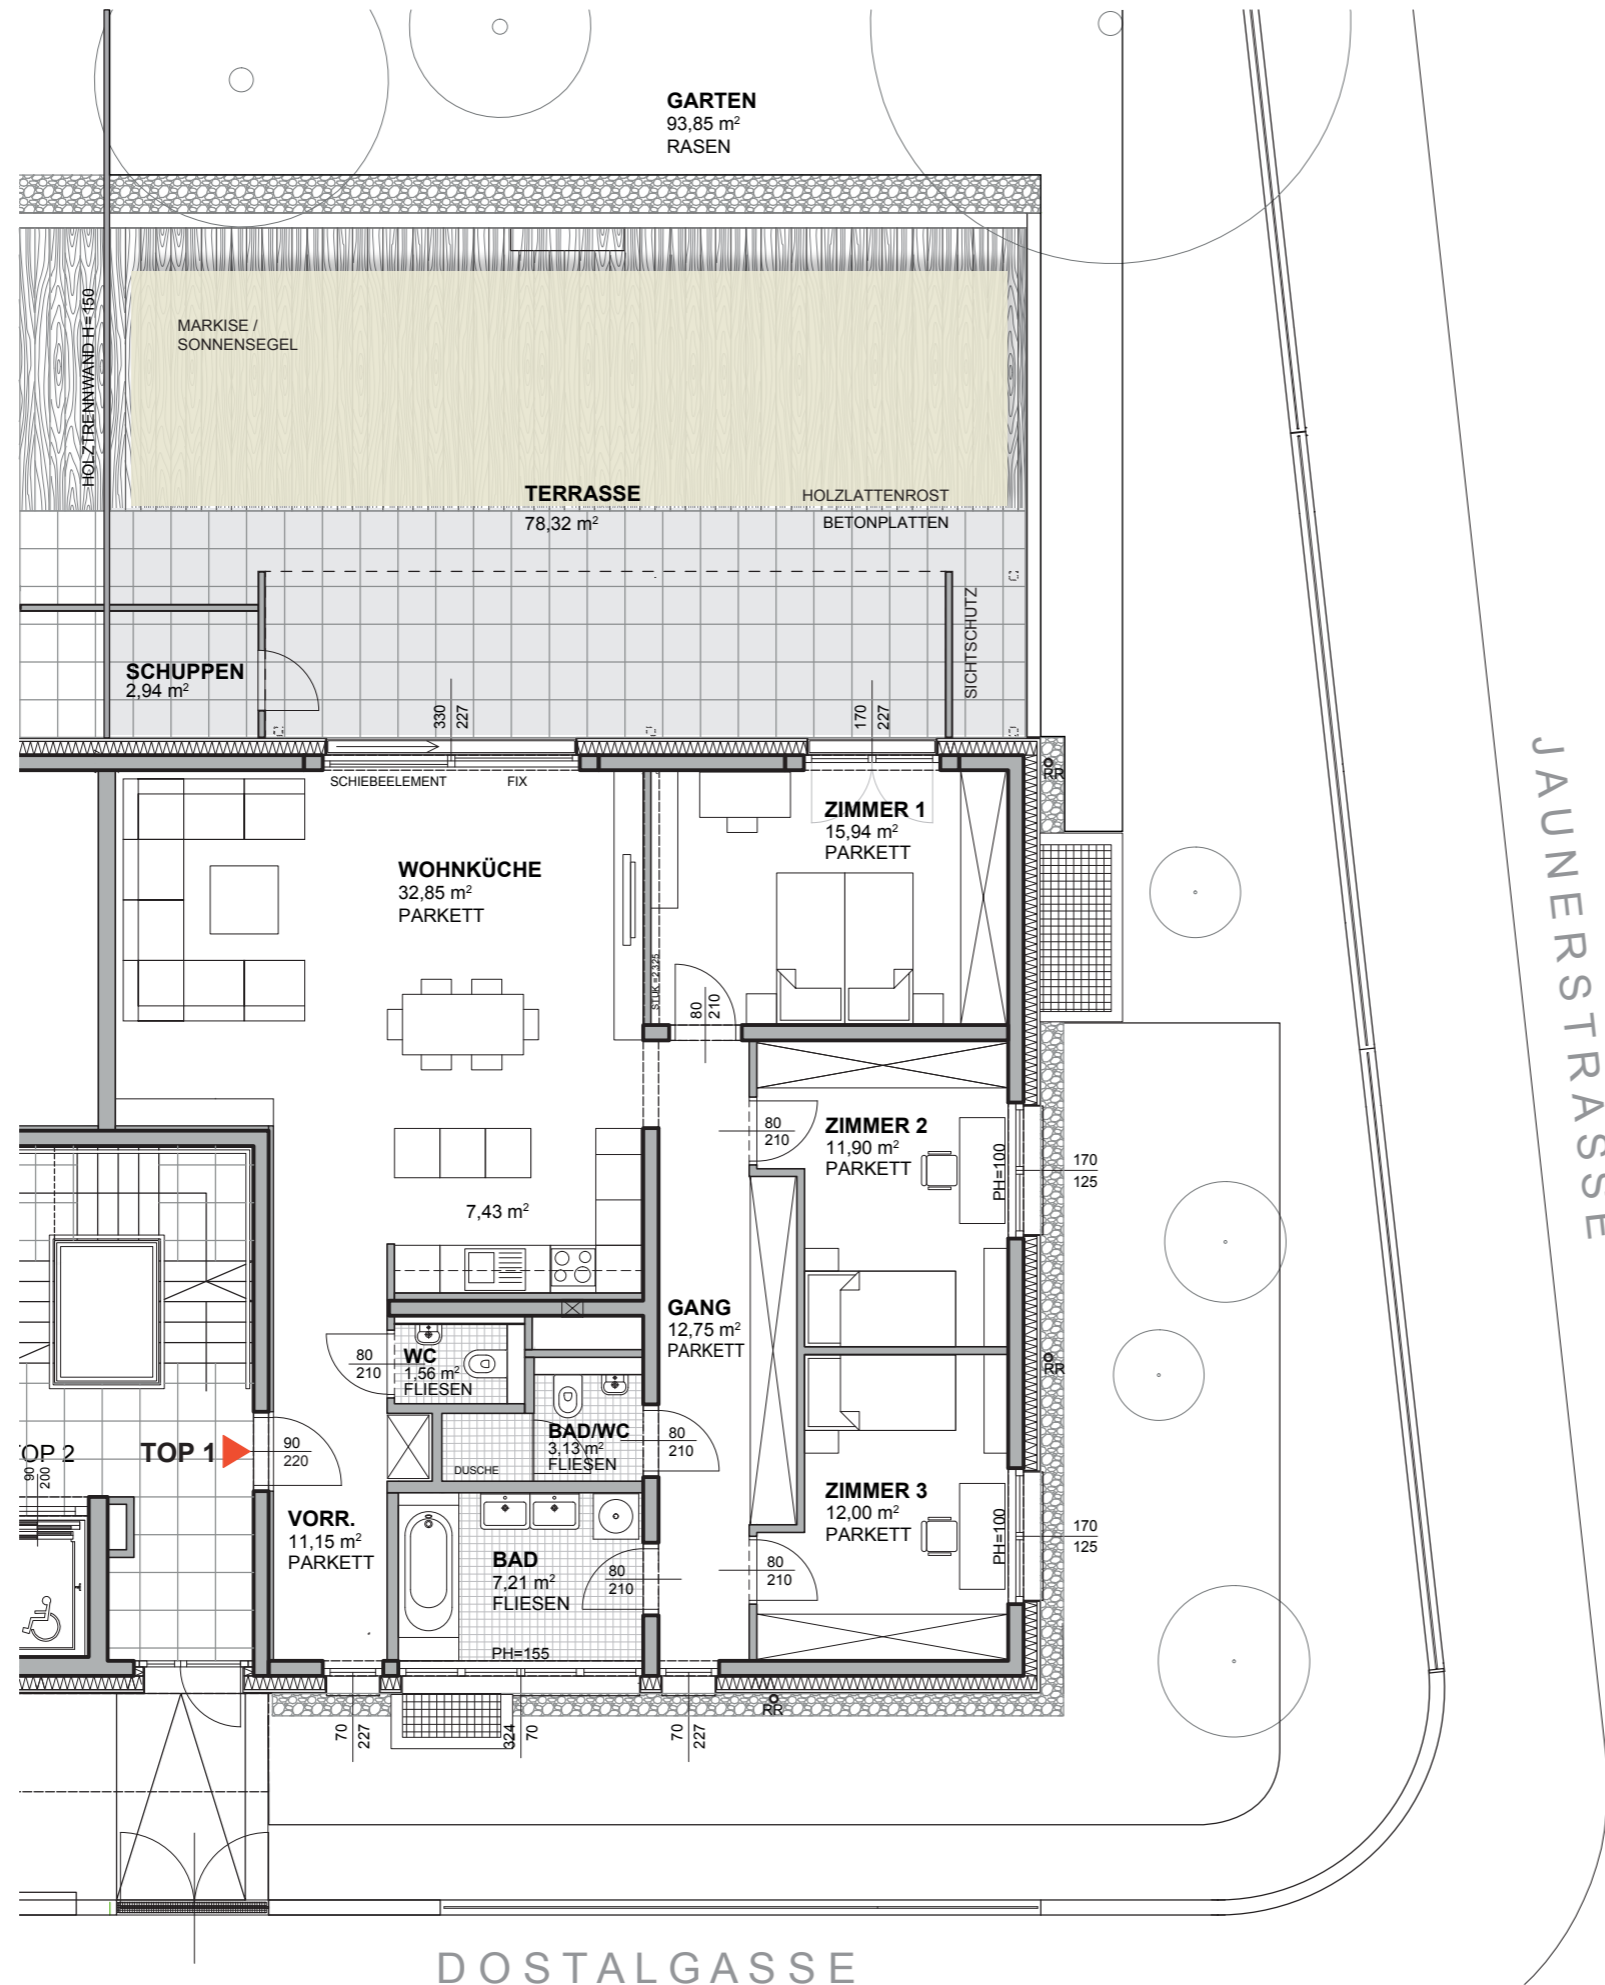 GARTEN
93,85 m²
RASEN
HOLZTRENNWAND H=150
MARKISE /
SONNENSEGEL
TERRASSE
78,32 m²
HOLZLATTENROST
BETONPLATTEN
SICHTSCHUTZ
SCHUPPEN
2,94 m²
330
227
170
227
SCHIEBEELEMENT
FIX
RR
ZIMMER 1
15,94 m²
PARKETT
WOHNKÜCHE
32,85 m²
PARKETT
STUK=2325
80
210
JAUNERSTRASSE
80
210
ZIMMER 2
11,90 m²
PARKETT
PH=100
170
125
7,43 m²
GANG
12,75 m²
PARKETT
80
210
WC
1,56 m²
FLIESEN
RR
BAD/WC
3,13 m²
FLIESEN
80
210
DUSCHE
TOP 2
90
200
TOP 1
90
220
VORR.
11,15 m²
PARKETT
BAD
7,21 m²
FLIESEN
80
210
80
210
ZIMMER 3
12,00 m²
PARKETT
PH=100
170
125
PH=155
RR
70
227
324
70
70
227
DOSTALGASSE